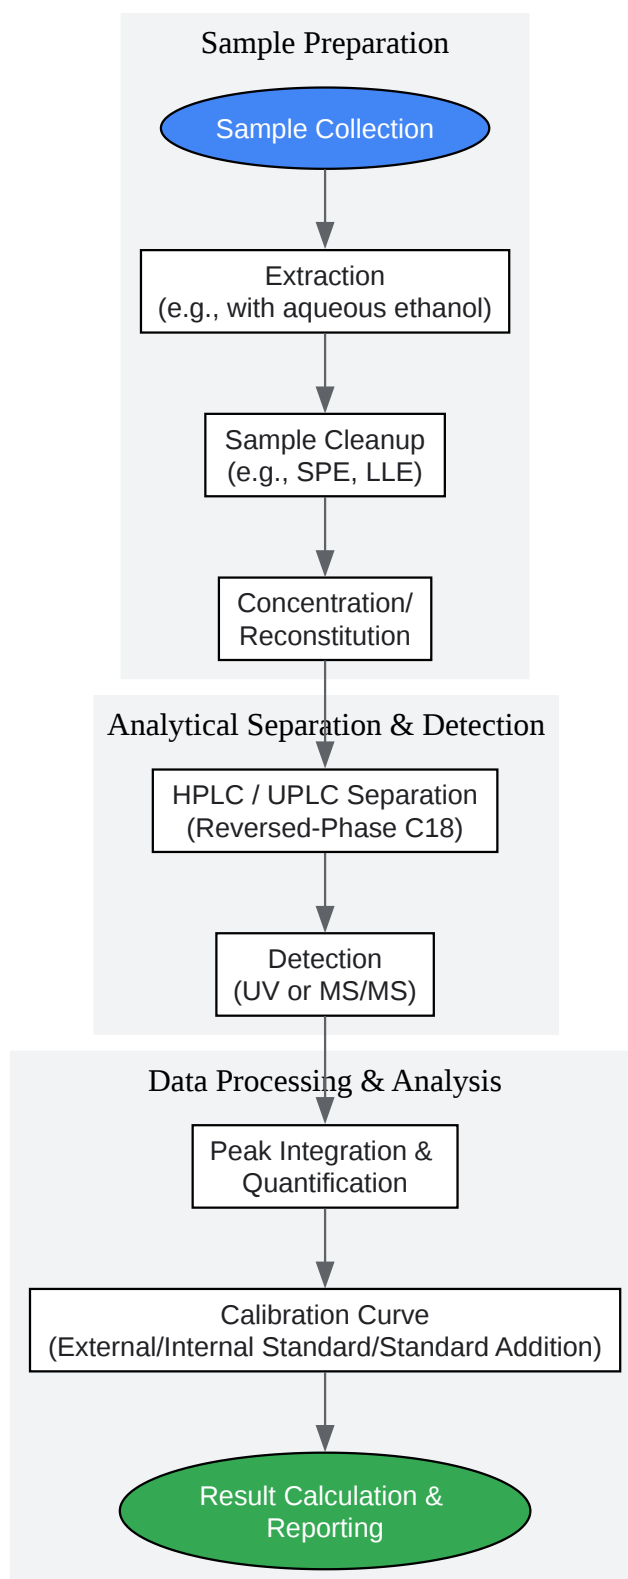 Sample Preparation
Sample Collection
Extraction
(e.g., with aqueous ethanol)
Sample Cleanup
(e.g., SPE, LLE)
Concentration/
Reconstitution
Analytical Separation & Detection
HPLC / UPLC Separation
(Reversed-Phase C18)
Detection
(UV or MS/MS)
Data Processing & Analysis
Peak Integration &
Quantification
Calibration Curve
(External/Internal Standard/Standard Addition)
Result Calculation &
Reporting